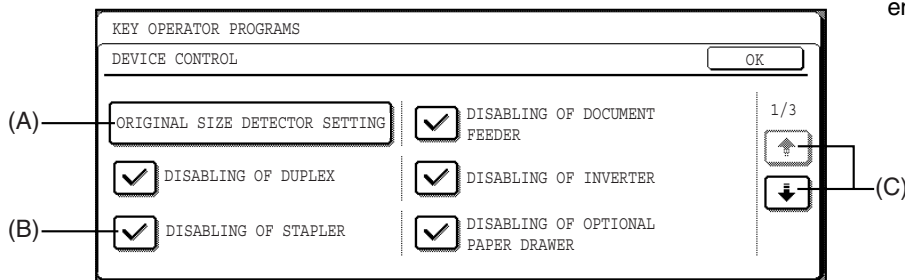 er
KEY OPERATOR PROGRAMS
DEVICE CONTROL
OK
(A)
ORIGINAL SIZE DETECTOR SETTING
DISABLING OF DOCUMENT
FEEDER
1/3
DISABLING OF DUPLEX
DISABLING OF INVERTER
(C)
(B)
DISABLING OF STAPLER
DISABLING OF OPTIONAL
PAPER DRAWER